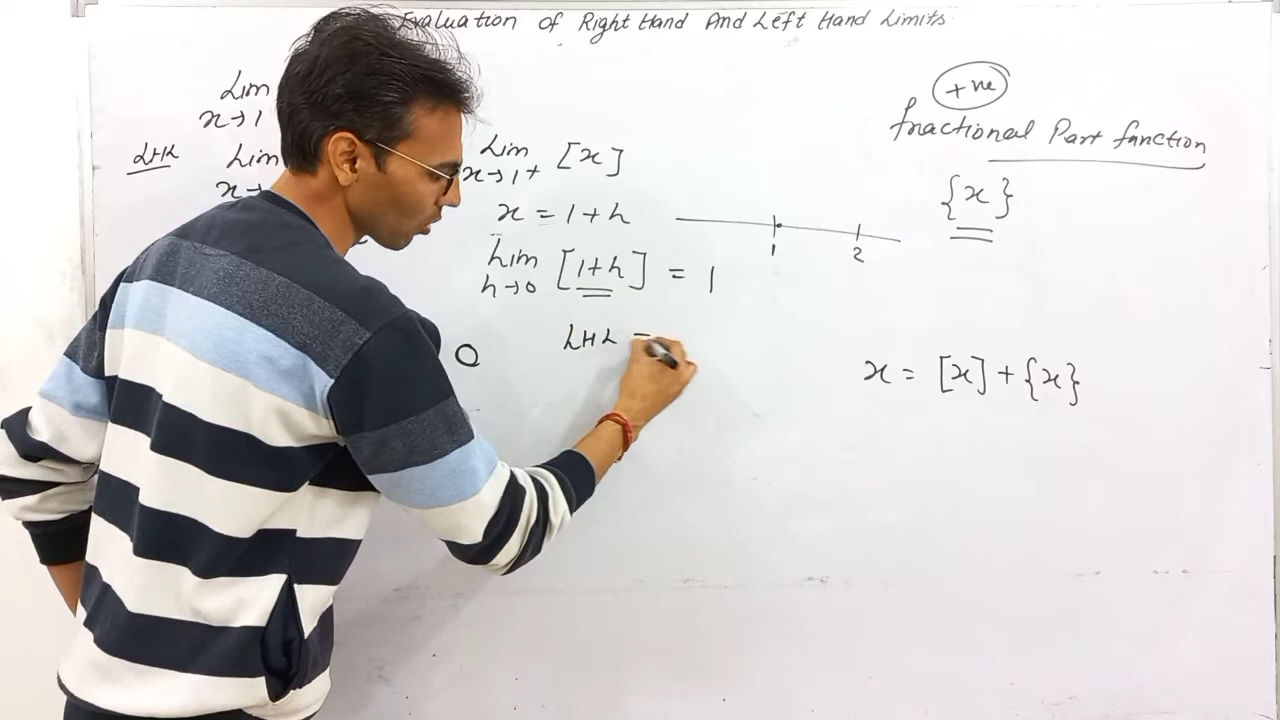 Evaluation of Right Hand And Left Hand Limits
Lim
x→1
LHL
Lim
x→
Lim [x]
x→1+
x = 1+h
Lim [1+h] = 1
h→0
0
LHL =
1 2
+ve
fractional Part function
{x}
x = [x] + {x}